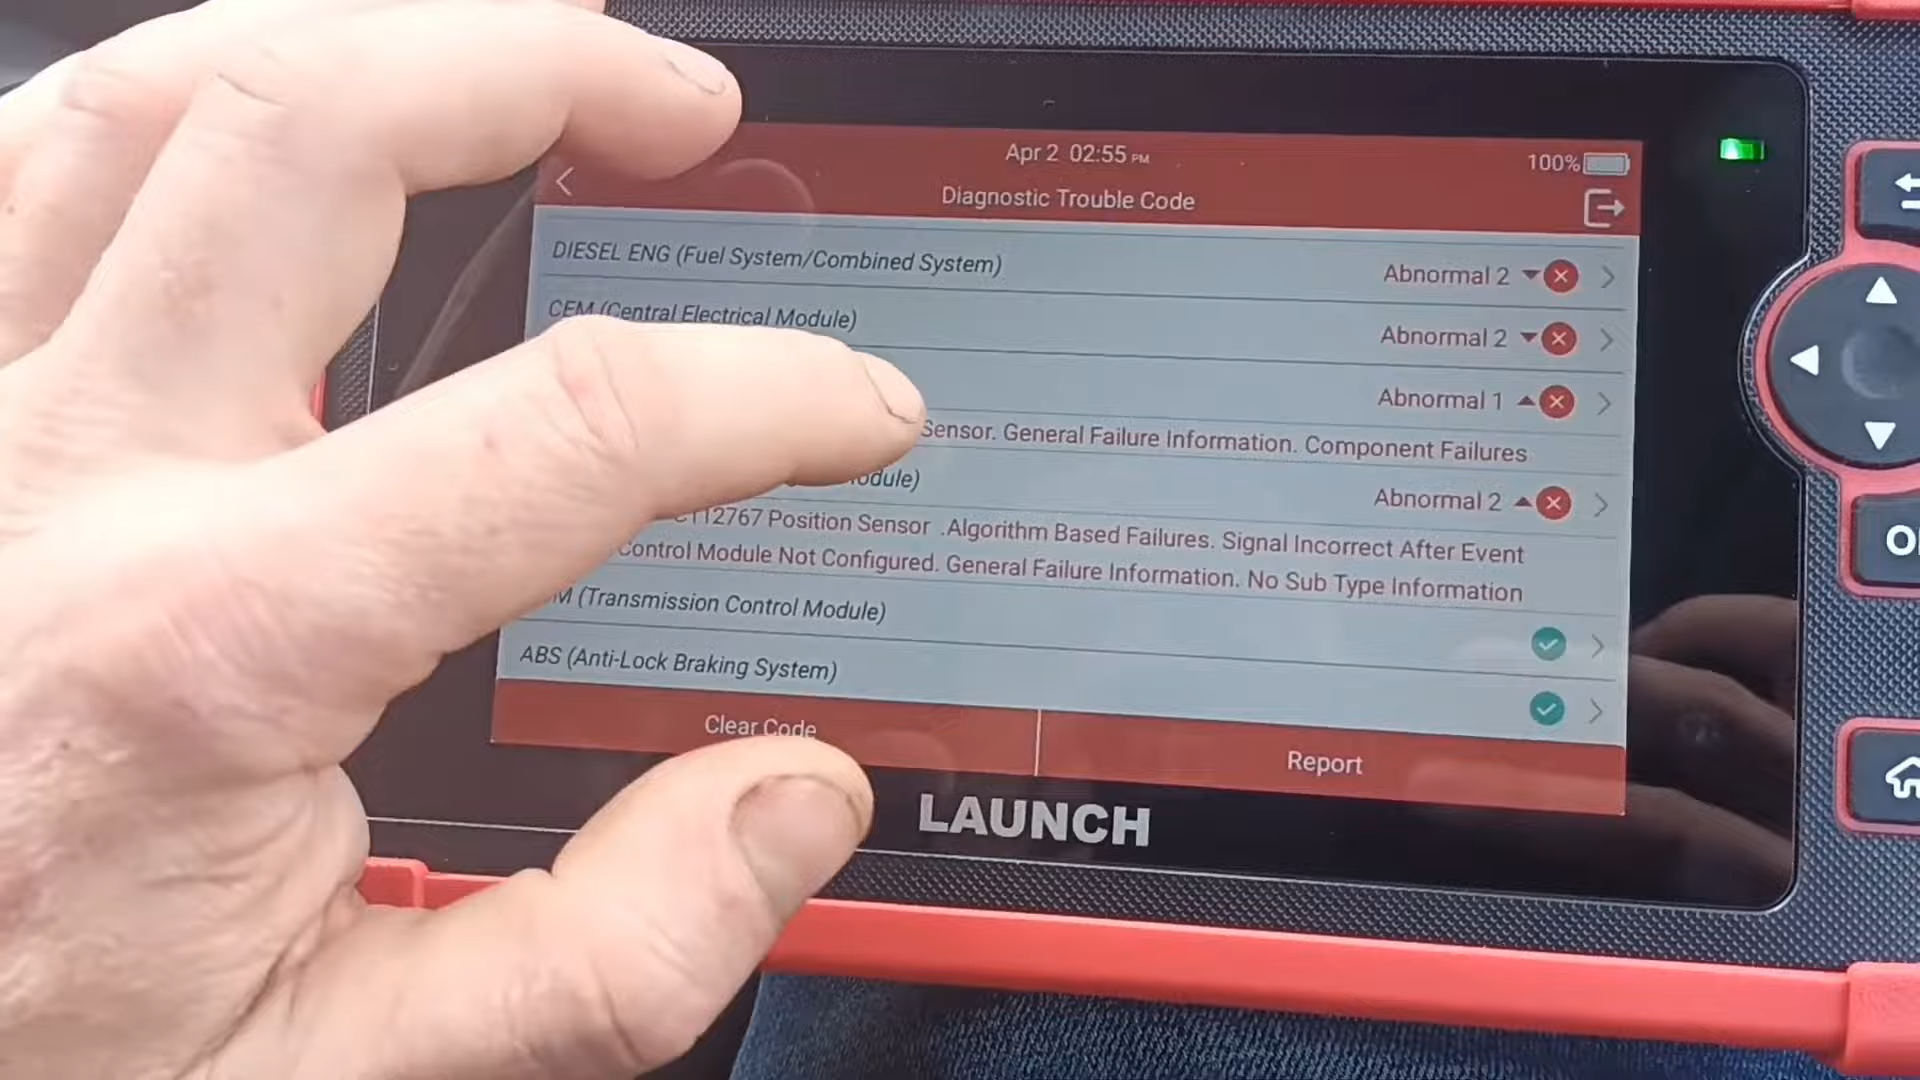 Apr 2 02:55 PM
100%
Diagnostic Trouble Code
DIESEL ENG (Fuel System/Combined System)
Abnormal 2
CEM (Central Electrical Module)
Abnormal 2
Abnormal 1
Sensor. General Failure Information. Component Failures
Abnormal 2
Position Sensor .Algorithm Based Failures. Signal Incorrect After Event
Control Module Not Configured. General Failure Information. No Sub Type Information
(Transmission Control Module)
ABS (Anti-Lock Braking System)
Clear Code
Report
LAUNCH